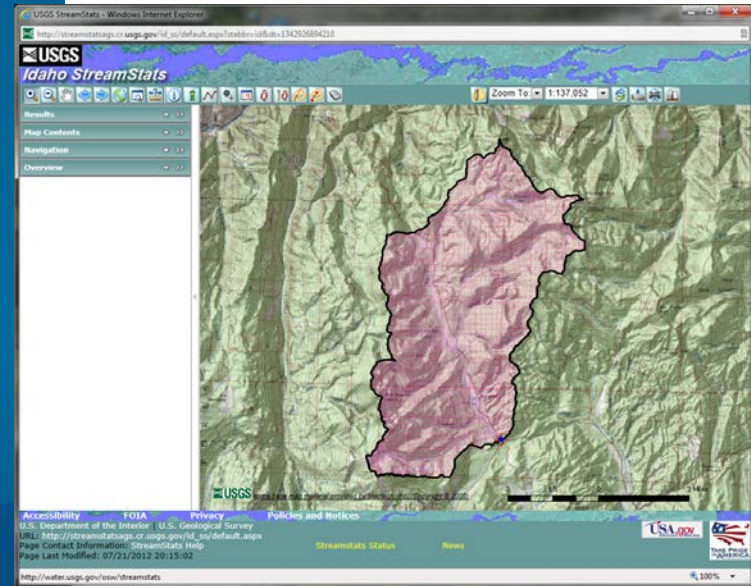 USGS StreamStats - Windows Internet Explorer
USGS
Idaho StreamStats
Zoom To: 1:137,052
Results
Map Contents
Navigation
Overview
USGS
Accessibility FOIA Privacy Policies and Notices
U.S. Department of the Interior | U.S. Geological Survey
URL: http://streamstatsags.cr.usgs.gov/id_ss/default.aspx
Page Contact Information: StreamStats Help
Page Last Modified: 07/21/2012 20:15:02
Streamstats Status News
USA.gov
TAKE PRIDE
IN AMERICA
http://water.usgs.gov/osw/streamstats
100%